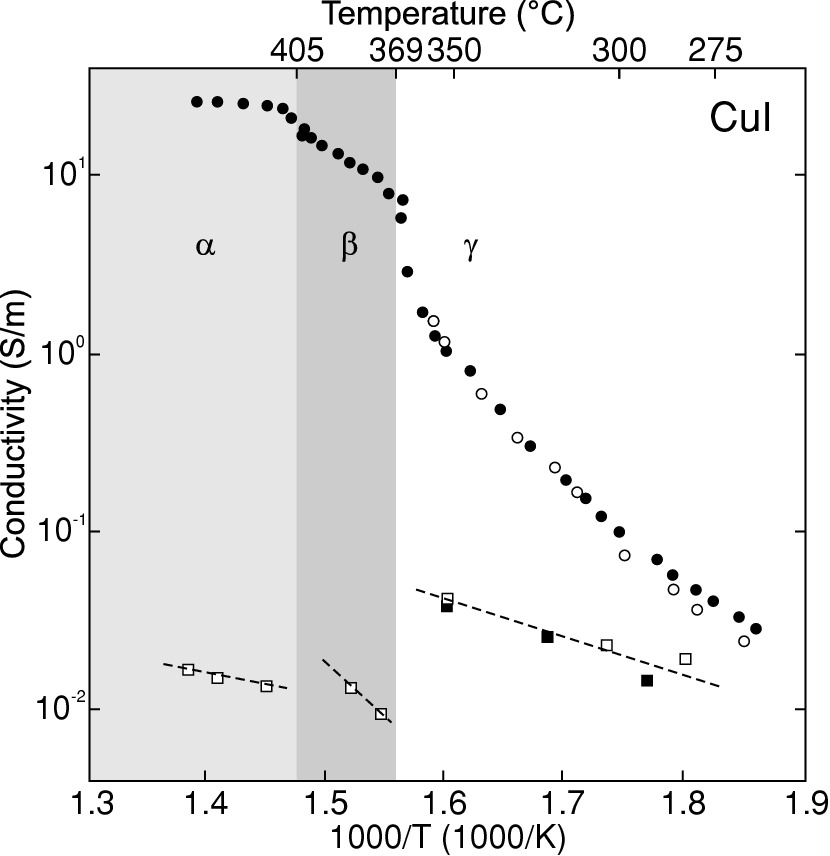 Temperature (°C)
405 369 350 300 275
CuI
10¹
α β γ
Conductivity (S/m)
10⁰
10⁻¹
10⁻²
1.3 1.4 1.5 1.6 1.7 1.8 1.9
1000/T (1000/K)